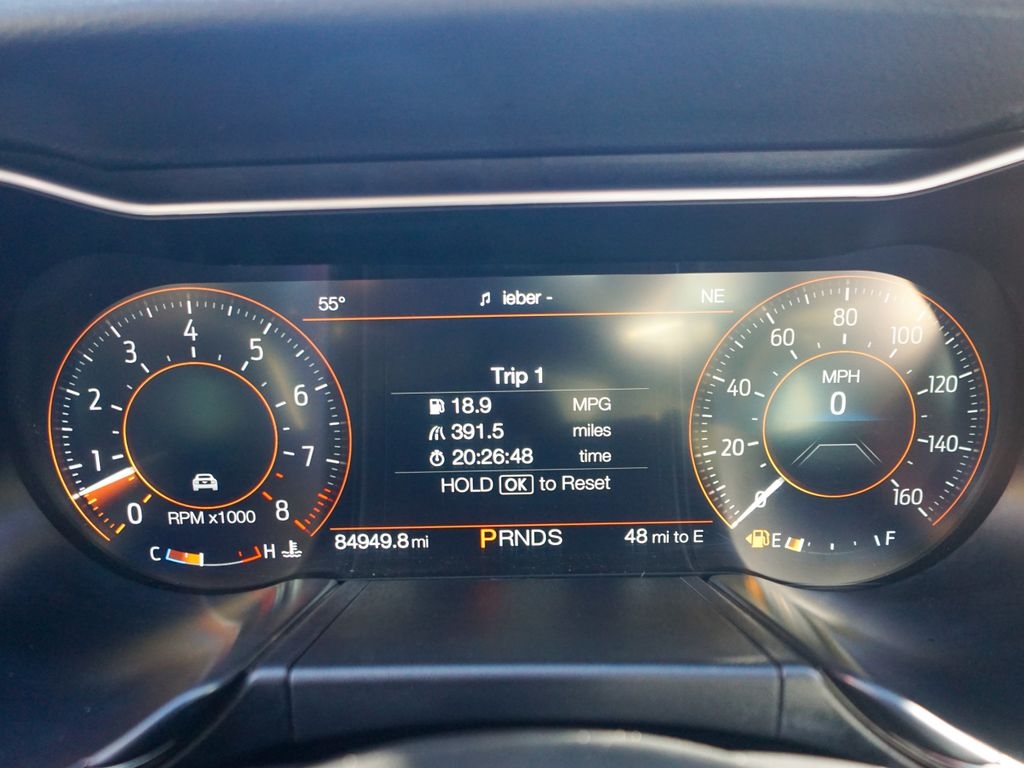 55° ♫ ieber - NE
Trip 1
18.9 MPG
391.5 miles
20:26:48 time
HOLD OK to Reset
84949.8 mi PRNDS 48 mi to E
0 1 2 3 4 5 6 7 8
RPM x1000
C H
0 20 40 60 80 100 120 140 160
MPH
0
E F